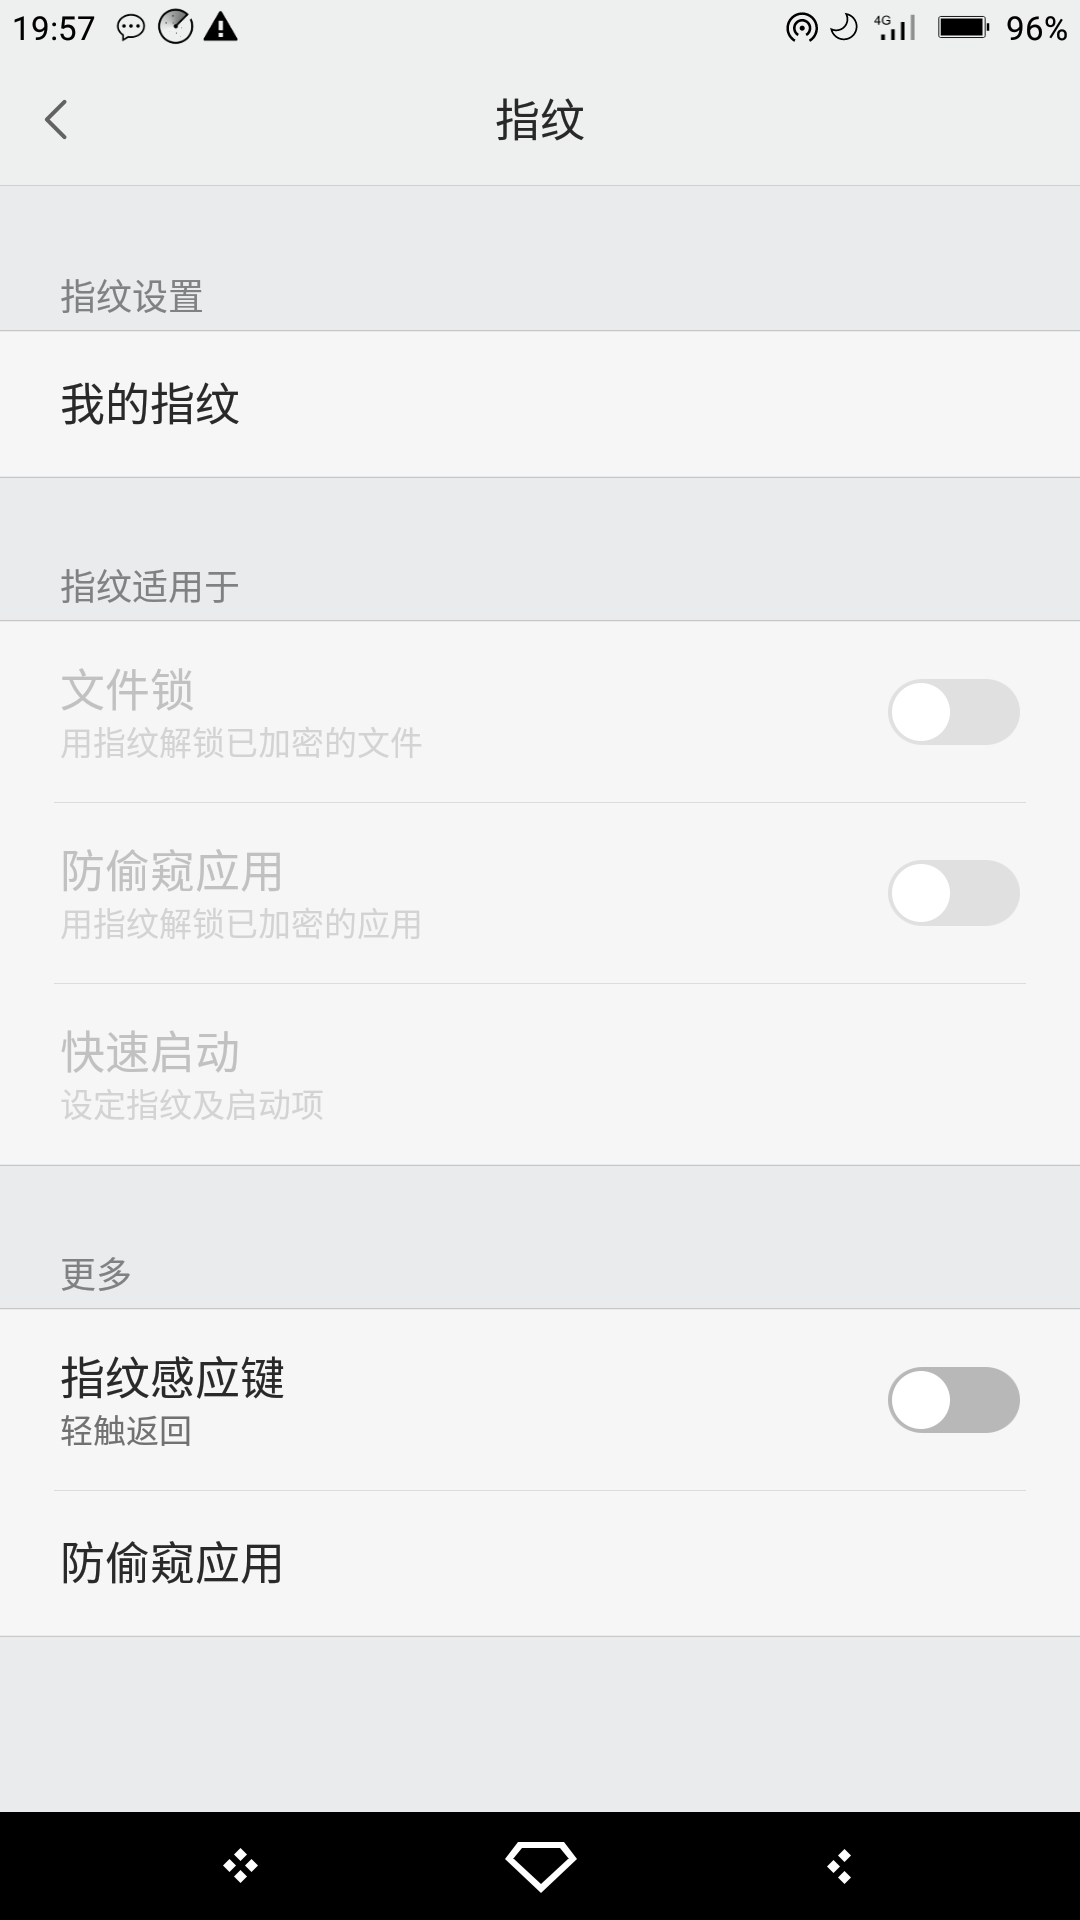 19:57 4G 96%
指纹
指纹设置
我的指纹
指纹适用于
文件锁
用指纹解锁已加密的文件
防偷窥应用
用指纹解锁已加密的应用
快速启动
设定指纹及启动项
更多
指纹感应键
轻触返回
防偷窥应用